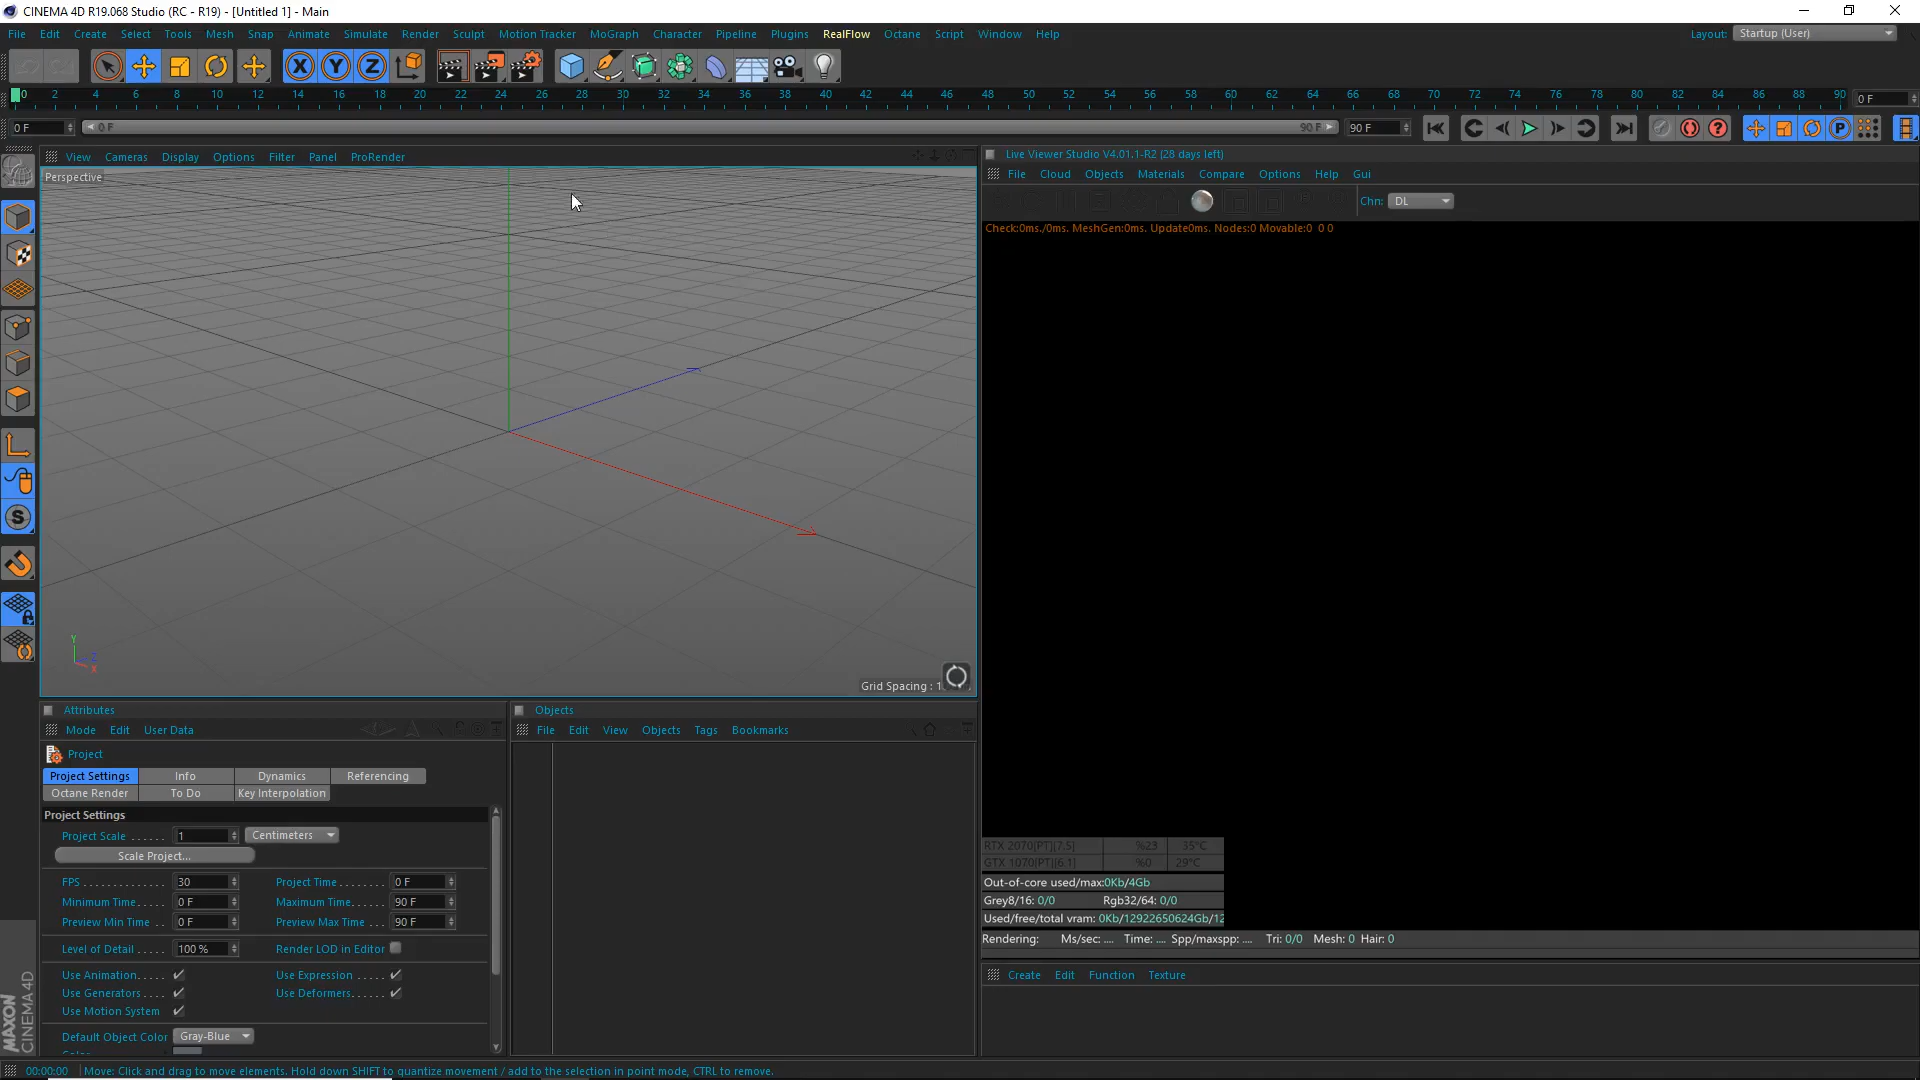 CINEMA 4D R19.068 Studio (RC - R19) - [Untitled 1] - Main
File Edit Create Select Tools Mesh Snap Animate Simulate Render Sculpt Motion Tracker MoGraph Character Pipeline Plugins RealFlow Octane Script Window Help Layout: Startup (User)
X Y Z
0 2 4 6 8 10 12 14 16 18 20 22 24 26 28 30 32 34 36 38 40 42 44 46 48 50 52 54 56 58 60 62 64 66 68 70 72 74 76 78 80 82 84 86 88 90 0 F
0 F 0 F 90 F 90 F P
View Cameras Display Options Filter Panel ProRender
Perspective
Grid Spacing : 1
Y
Z
X
S
Live Viewer Studio V4.01.1-R2 (28 days left)
File Cloud Objects Materials Compare Options Help Gui
Chn: DL
Check:0ms./0ms. MeshGen:0ms. Update0ms. Nodes:0 Movable:0 0 0
RTX 2070[PT](7.5) %23 35°C
GTX 1070[PT](6.1) %0 29°C
Out-of-core used/max:0Kb/4Gb
Grey8/16: 0/0 Rgb32/64: 0/0
Used/free/total vram: 0Kb/12922650624Gb/12
Rendering: Ms/sec: .... Time: .... Spp/maxspp: .... Tri: 0/0 Mesh: 0 Hair: 0
Create Edit Function Texture
Attributes
Mode Edit User Data
Project
Project Settings Info Dynamics Referencing
Octane Render To Do Key Interpolation
Project Settings
Project Scale ...... 1 Centimeters
Scale Project...
FPS 30 Project Time 0 F
Minimum Time 0 F Maximum Time 90 F
Preview Min Time 0 F Preview Max Time 90 F
Level of Detail 100 % Render LOD in Editor
Use Animation Use Expression
Use Generators Use Deformers
Use Motion System
Default Object Color Gray-Blue
Objects
File Edit View Objects Tags Bookmarks
MAXON
CINEMA 4D
00:00:00 Move: Click and drag to move elements. Hold down SHIFT to quantize movement / add to the selection in point mode, CTRL to remove.